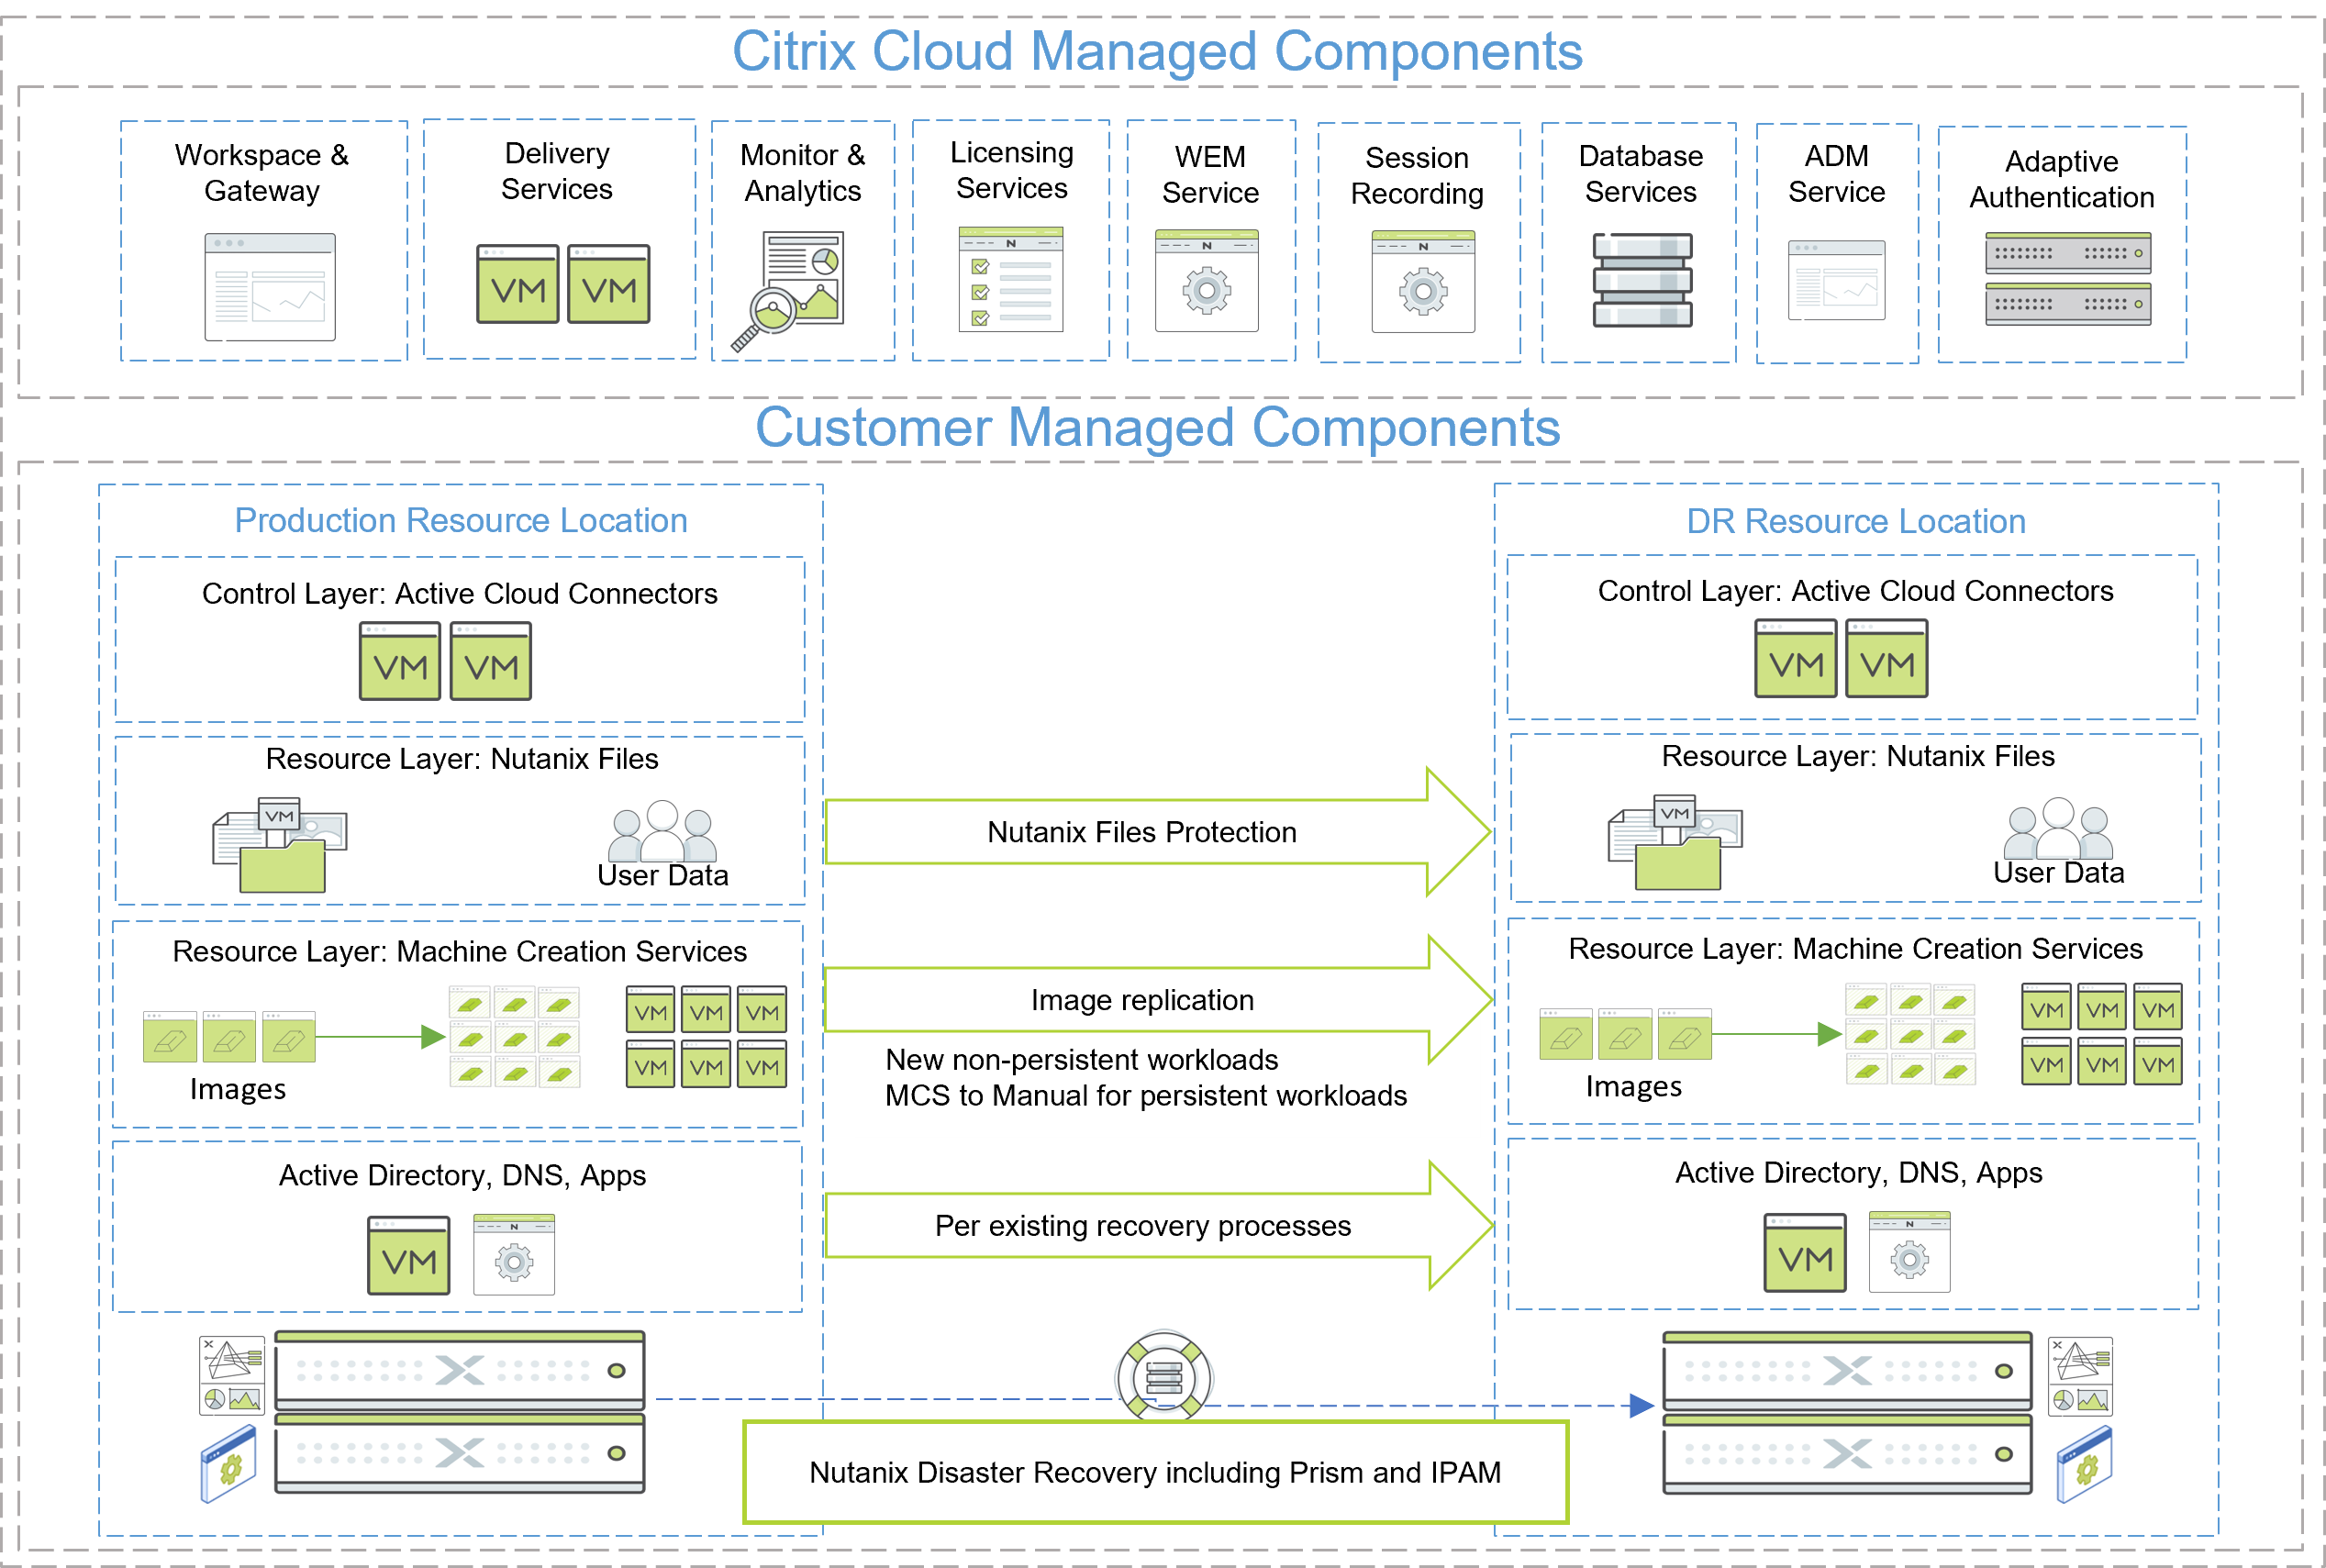 Citrix Cloud Managed Components
Workspace &
Gateway
Delivery
Services
VM VM
Monitor &
Analytics
Licensing
Services
N
WEM
Service
N
Session
Recording
N
Database
Services
ADM
Service
Adaptive
Authentication
Customer Managed Components
Production Resource Location
Control Layer: Active Cloud Connectors
VM VM
Resource Layer: Nutanix Files
VM
User Data
Resource Layer: Machine Creation Services
VM VM VM
VM VM VM
Images
Active Directory, DNS, Apps
VM
N
Nutanix Files Protection
Image replication
New non-persistent workloads
MCS to Manual for persistent workloads
Per existing recovery processes
Nutanix Disaster Recovery including Prism and IPAM
DR Resource Location
Control Layer: Active Cloud Connectors
VM VM
Resource Layer: Nutanix Files
VM
User Data
Resource Layer: Machine Creation Services
VM VM VM
VM VM VM
Images
Active Directory, DNS, Apps
VM
N